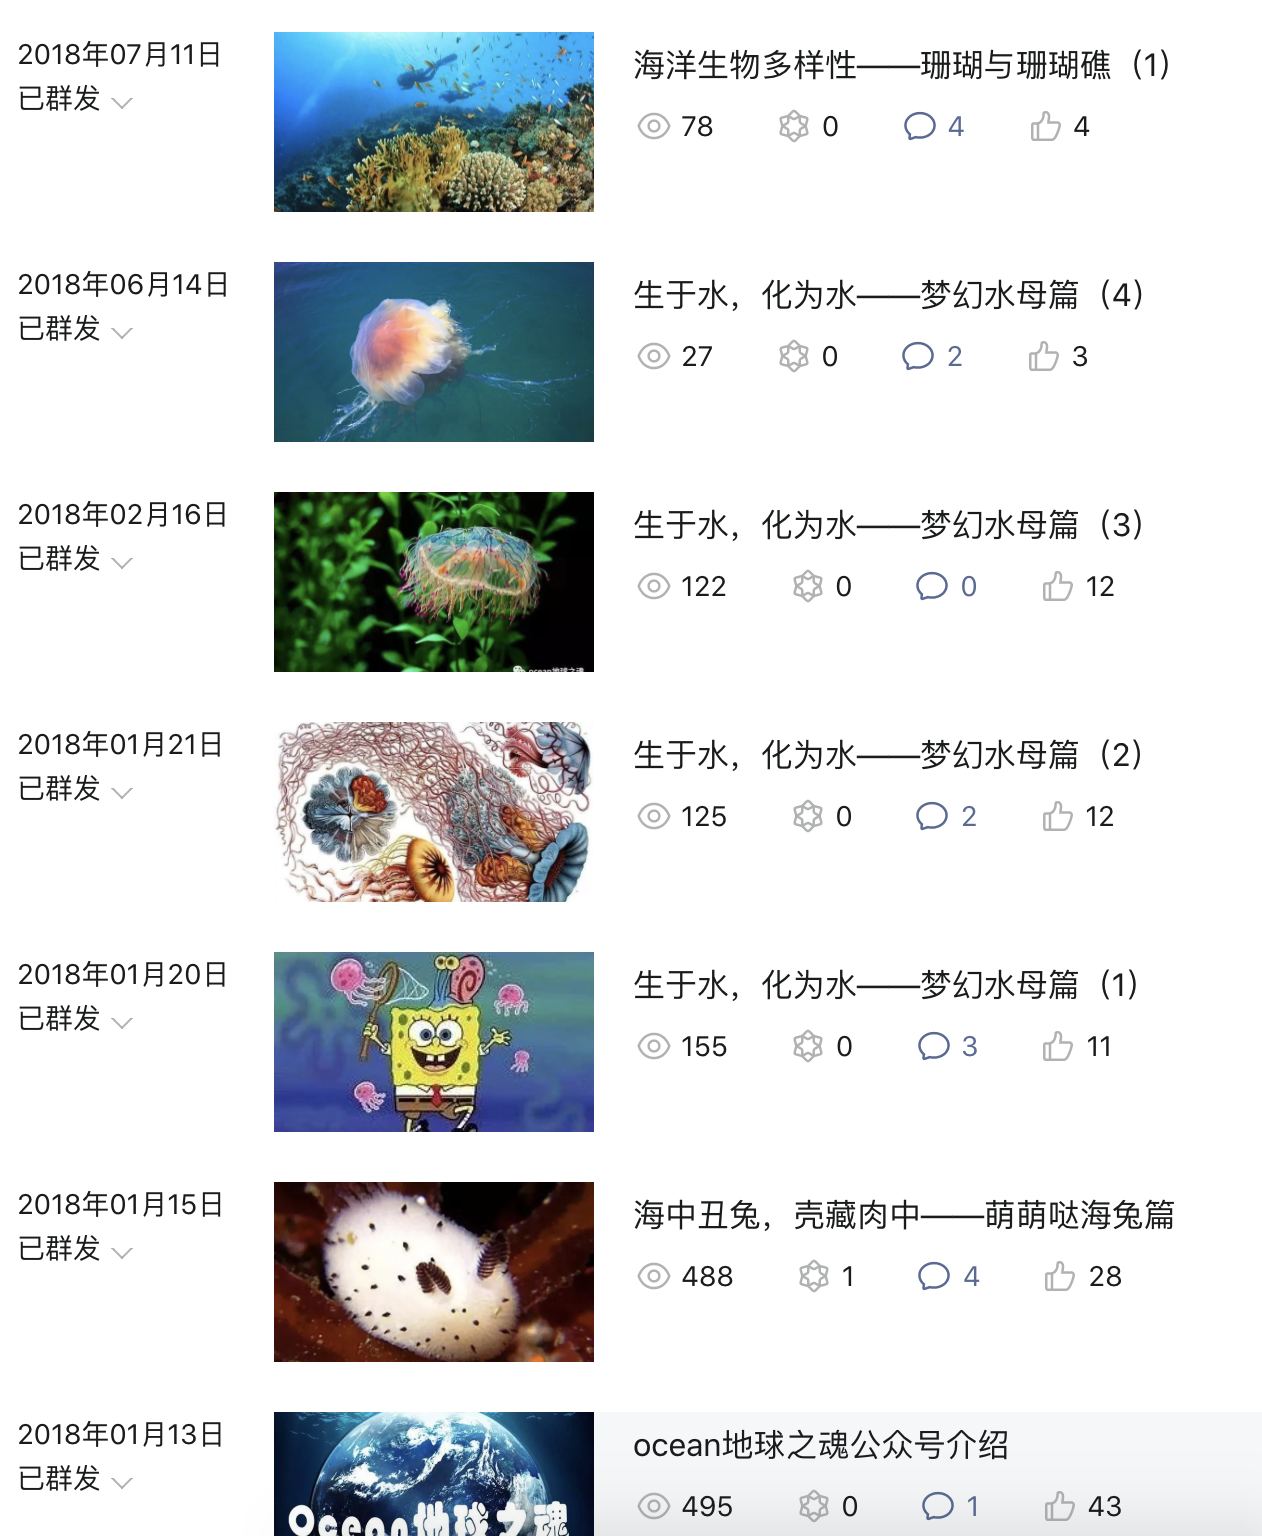 2018年07月11日
已群发
海洋生物多样性——珊瑚与珊瑚礁（1）
78 0 4 4
2018年06月14日
已群发
生于水，化为水——梦幻水母篇（4）
27 0 2 3
2018年02月16日
已群发
生于水，化为水——梦幻水母篇（3）
122 0 0 12
ocean地球之魂
2018年01月21日
已群发
生于水，化为水——梦幻水母篇（2）
125 0 2 12
2018年01月20日
已群发
生于水，化为水——梦幻水母篇（1）
155 0 3 11
2018年01月15日
已群发
海中丑兔，壳藏肉中——萌萌哒海兔篇
488 1 4 28
2018年01月13日
已群发
Ocean地球之魂
ocean地球之魂公众号介绍
495 0 1 43